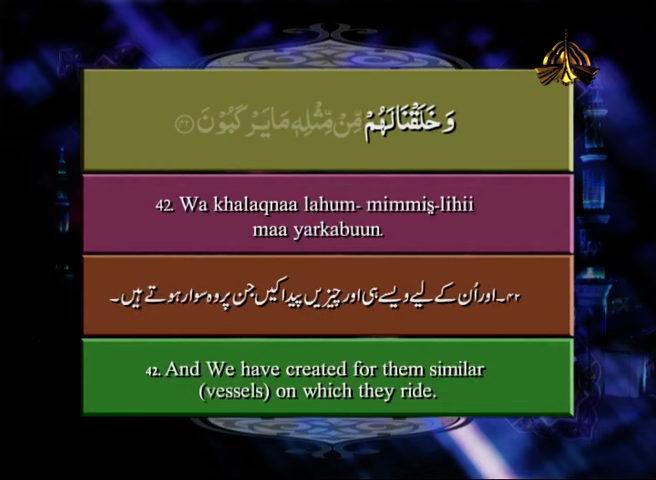 وَخَلَقْنَا لَهُمْ مِّنْ مِّثْلِهٖ مَا يَرْكَبُوْنَ ﴿۴۲﴾
42. Wa khalaqnaa lahum- mimmiṣ-lihii
maa yarkabuun.
۴۲۔ اور اُن کے لیے ویسے ہی اور چیزیں پیدا کیں جن پر وہ سوار ہوتے ہیں ۔
42. And We have created for them similar
(vessels) on which they ride.